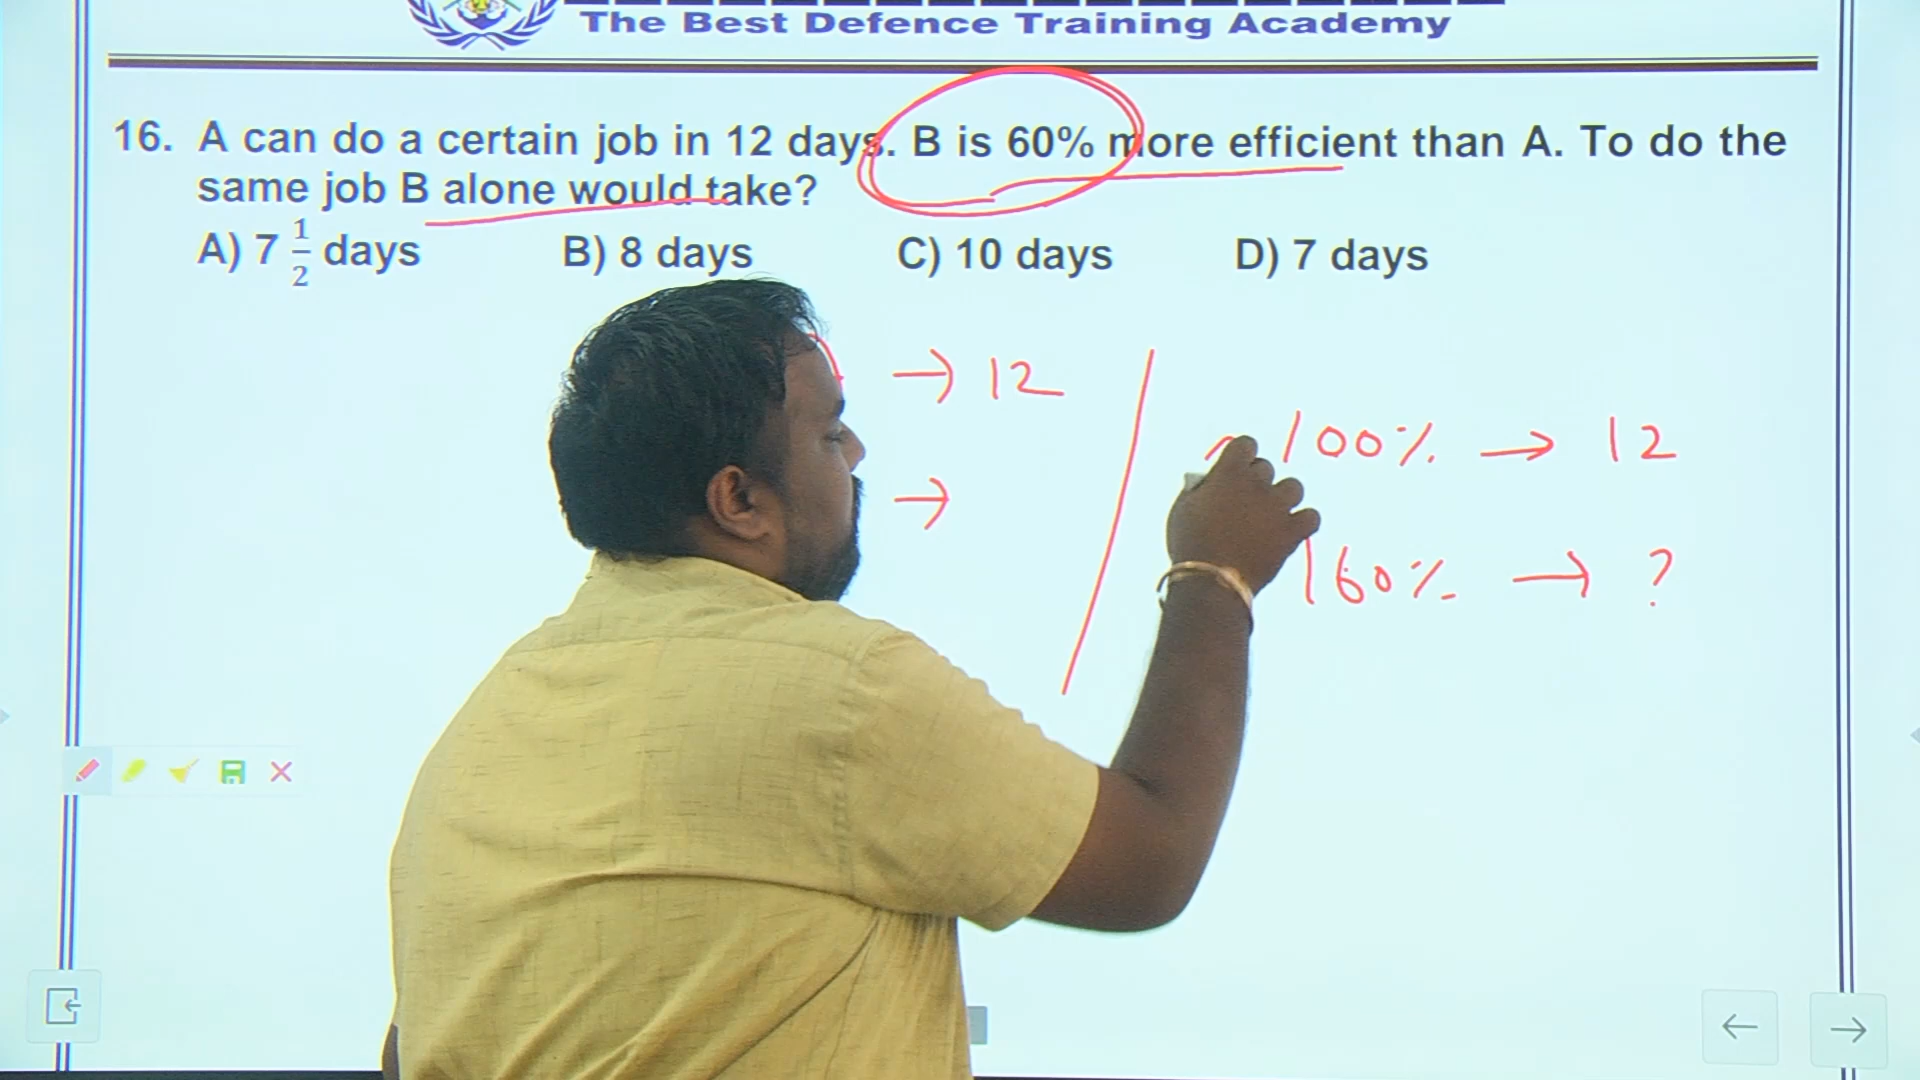 The Best Defence Training Academy
16. A can do a certain job in 12 days. B is 60% more efficient than A. To do the
same job B alone would take?
A) 7 1/2 days B) 8 days C) 10 days D) 7 days
→ 12
100% → 12
→
160% → ?